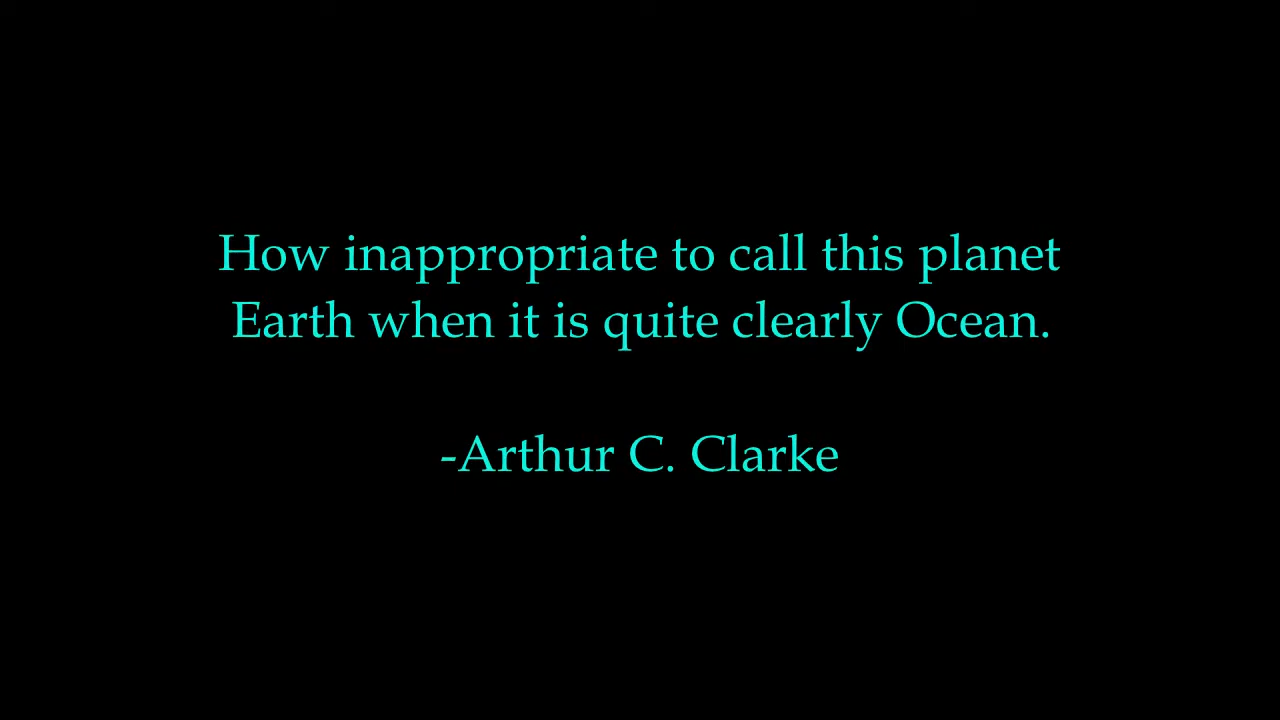 How inappropriate to call this planet
Earth when it is quite clearly Ocean.
-Arthur C. Clarke